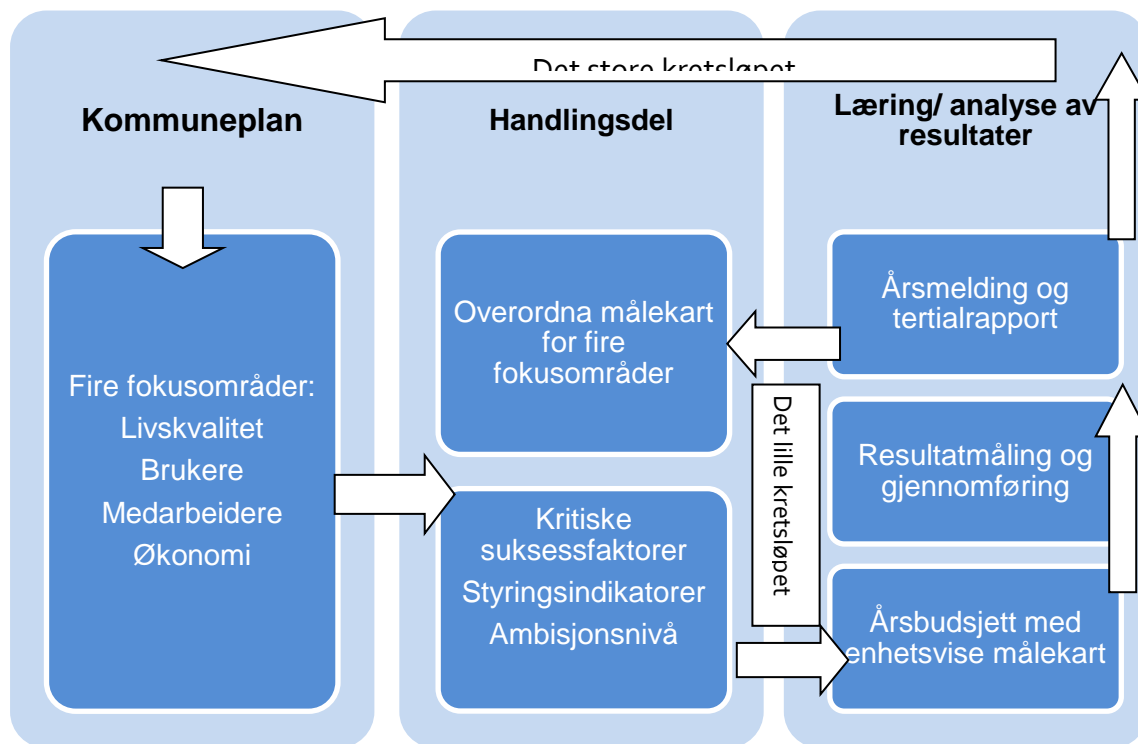 Det store kretsløpet
Kommuneplan
Fire fokusområder:
Livskvalitet
Brukere
Medarbeidere
Økonomi
Handlingsdel
Overordna målekart
for fire
fokusområder
Kritiske
suksessfaktorer
Styringsindikatorer
Ambisjonsnivå
Det lille kretsløpet
Læring/ analyse av
resultater
Årsmelding og
tertialrapport
Resultatmåling og
gjennomføring
Årsbudsjett med
enhetsvise målekart